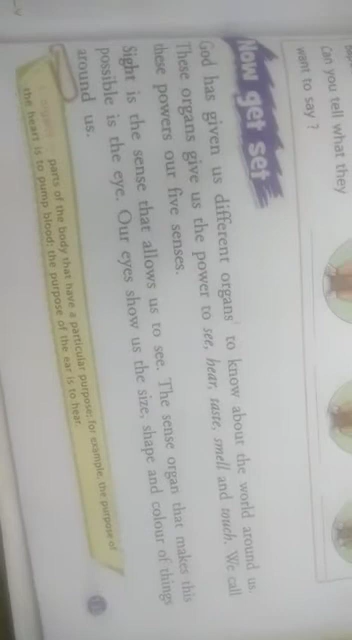 Can you tell what they
want to say ?
Now get set
God has given us different organs¹ to know about the world around us.
These organs give us the power to see, hear, taste, smell and touch. We call
these powers our five senses.
Sight is the sense that allows us to see. The sense organ that makes this
possible is the eye. Our eyes show us the size, shape and colour of things
around us.
parts of the body that have a particular purpose; for example, the purpose of
the heart is to pump blood; the purpose of the ear is to hear.